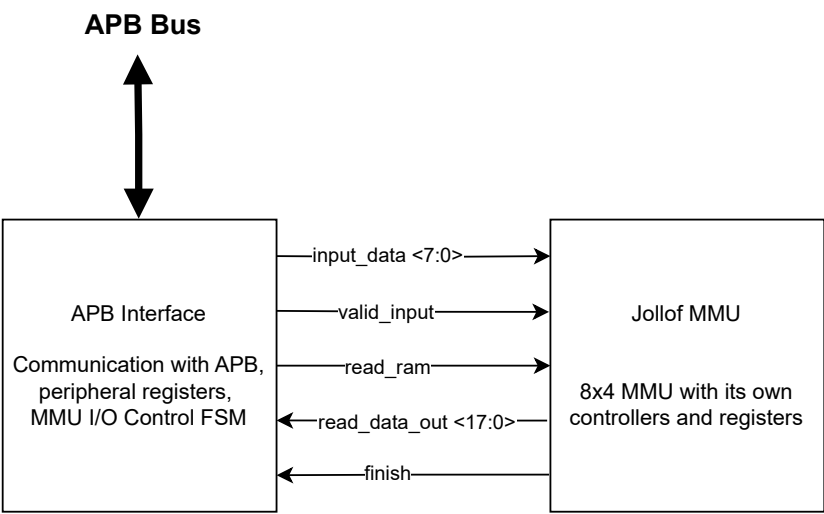 APB Bus
APB Interface
Communication with APB,
peripheral registers,
MMU I/O Control FSM
input_data <7:0>
valid_input
read_ram
read_data_out <17:0>
finish
Jollof MMU
8x4 MMU with its own
controllers and registers